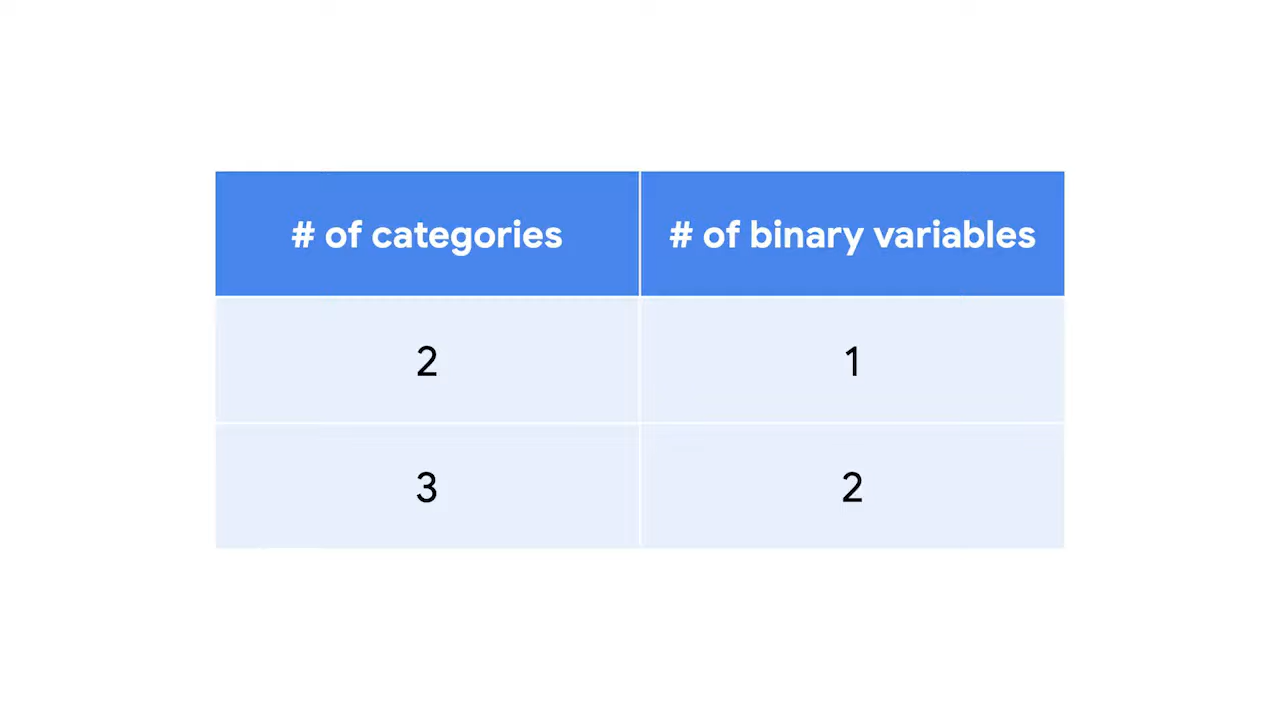 # of categories # of binary variables
2 1
3 2